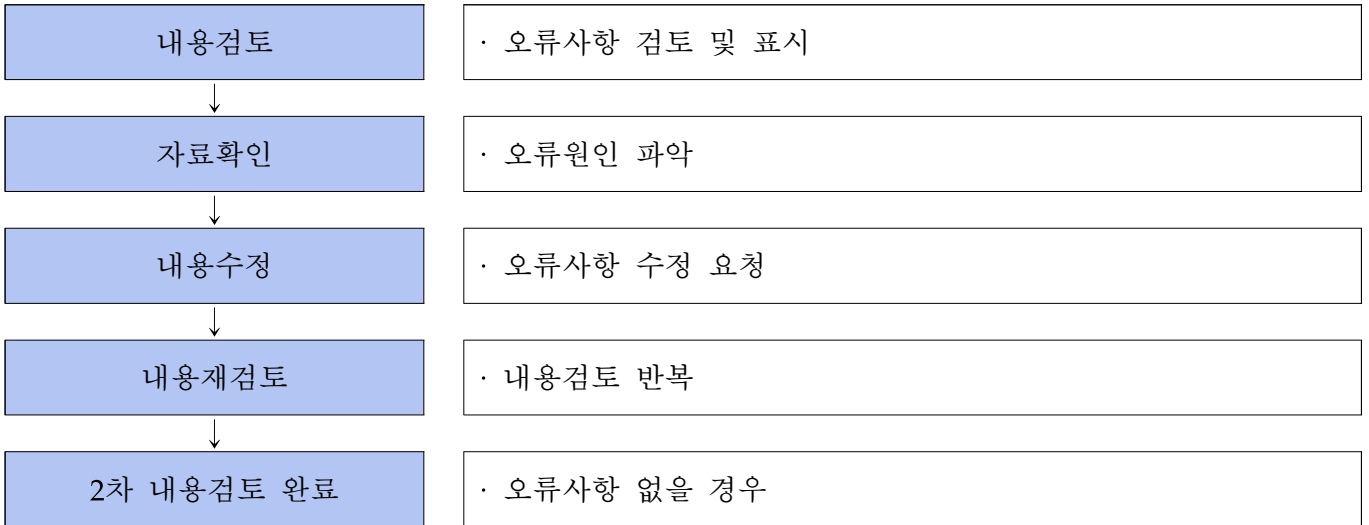 내용검토
· 오류사항 검토 및 표시
자료확인
· 오류원인 파악
내용수정
· 오류사항 수정 요청
내용재검토
· 내용검토 반복
2차 내용검토 완료
· 오류사항 없을 경우